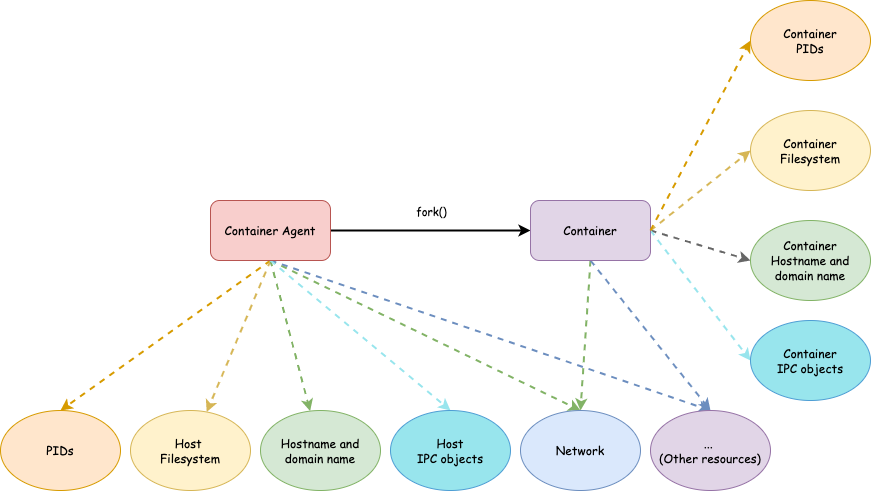 Container
PIDs
Container
Filesystem
Container Agent
fork()
Container
Container
Hostname and
domain name
Container
IPC objects
PIDs
Host
Filesystem
Hostname and
domain name
Host
IPC objects
Network
...
(Other resources)